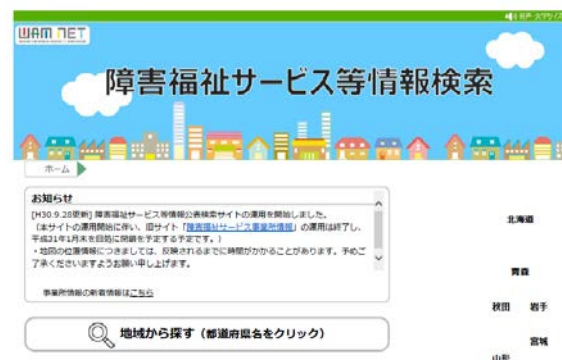 音声・文字サイズ
WAM NET
障害福祉サービス等情報検索
ホーム
お知らせ
[H30.9.28更新] 障害福祉サービス等情報公表検索サイトの運用を開始しました。
（本サイトの運用開始に伴い、旧サイト「障害福祉サービス事業所情報」の運用は終了し、
平成31年1月末を目処に閉鎖を予定する予定です。）
・地図の位置情報につきましては、反映されるまでに時間がかかることがあります。予めご
了承くださいますようお願い申し上げます。
事業所情報の新着情報はこちら
北海道
青森
秋田 岩手
地域から探す（都道府県名をクリック）
宮城
山形